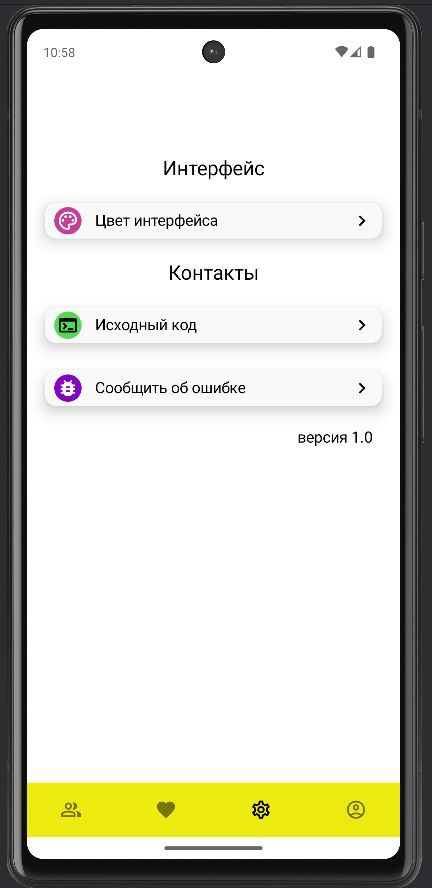 10:58
Интерфейс
Цвет интерфейса
Контакты
Исходный код
Сообщить об ошибке
версия 1.0